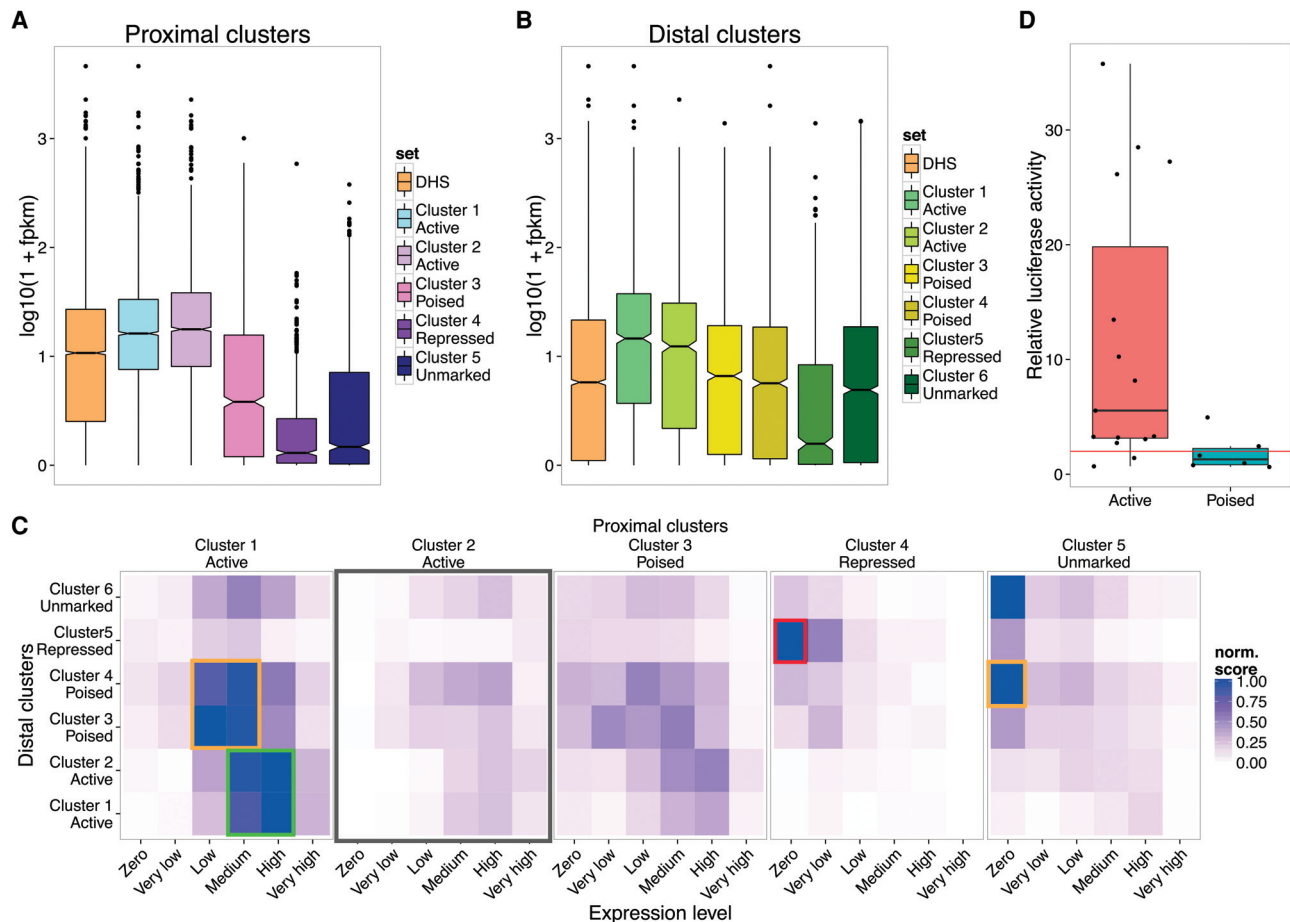 A
Proximal clusters
log10(1 + fpkm)
3
2
1
0
set
DHS
Cluster 1
Active
Cluster 2
Active
Cluster 3
Poised
Cluster 4
Repressed
Cluster 5
Unmarked
B
Distal clusters
log10(1 + fpkm)
3
2
1
0
set
DHS
Cluster 1
Active
Cluster 2
Active
Cluster 3
Poised
Cluster 4
Poised
Cluster5
Repressed
Cluster 6
Unmarked
D
Relative luciferase activity
30
20
10
0
Active
Poised
C
Proximal clusters
Cluster 1
Active
Cluster 2
Active
Cluster 3
Poised
Cluster 4
Repressed
Cluster 5
Unmarked
Distal clusters
Cluster 6
Unmarked
Cluster5
Repressed
Cluster 4
Poised
Cluster 3
Poised
Cluster 2
Active
Cluster 1
Active
Zero
Very low
Low
Medium
High
Very high
Zero
Very low
Low
Medium
High
Very high
Zero
Very low
Low
Medium
High
Very high
Zero
Very low
Low
Medium
High
Very high
Zero
Very low
Low
Medium
High
Very high
Expression level
norm.
score
1.00
0.75
0.50
0.25
0.00